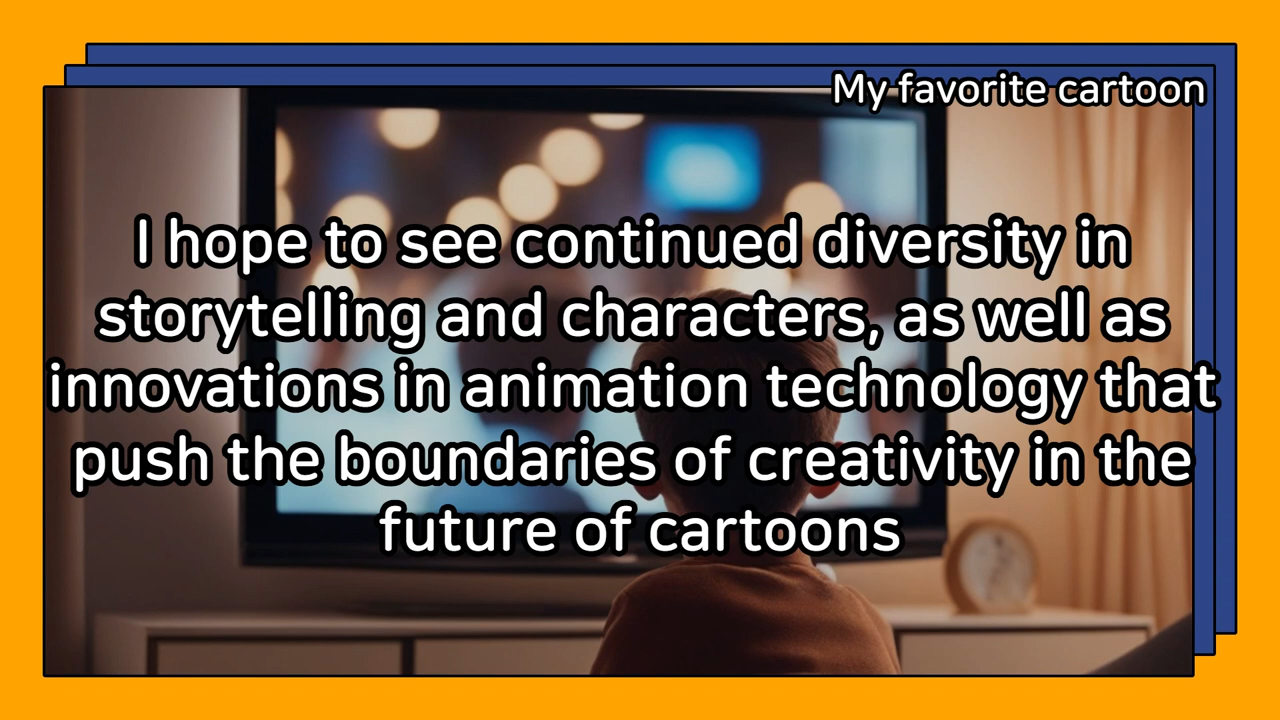 My favorite cartoon
I hope to see continued diversity in
storytelling and characters, as well as
innovations in animation technology that
push the boundaries of creativity in the
future of cartoons